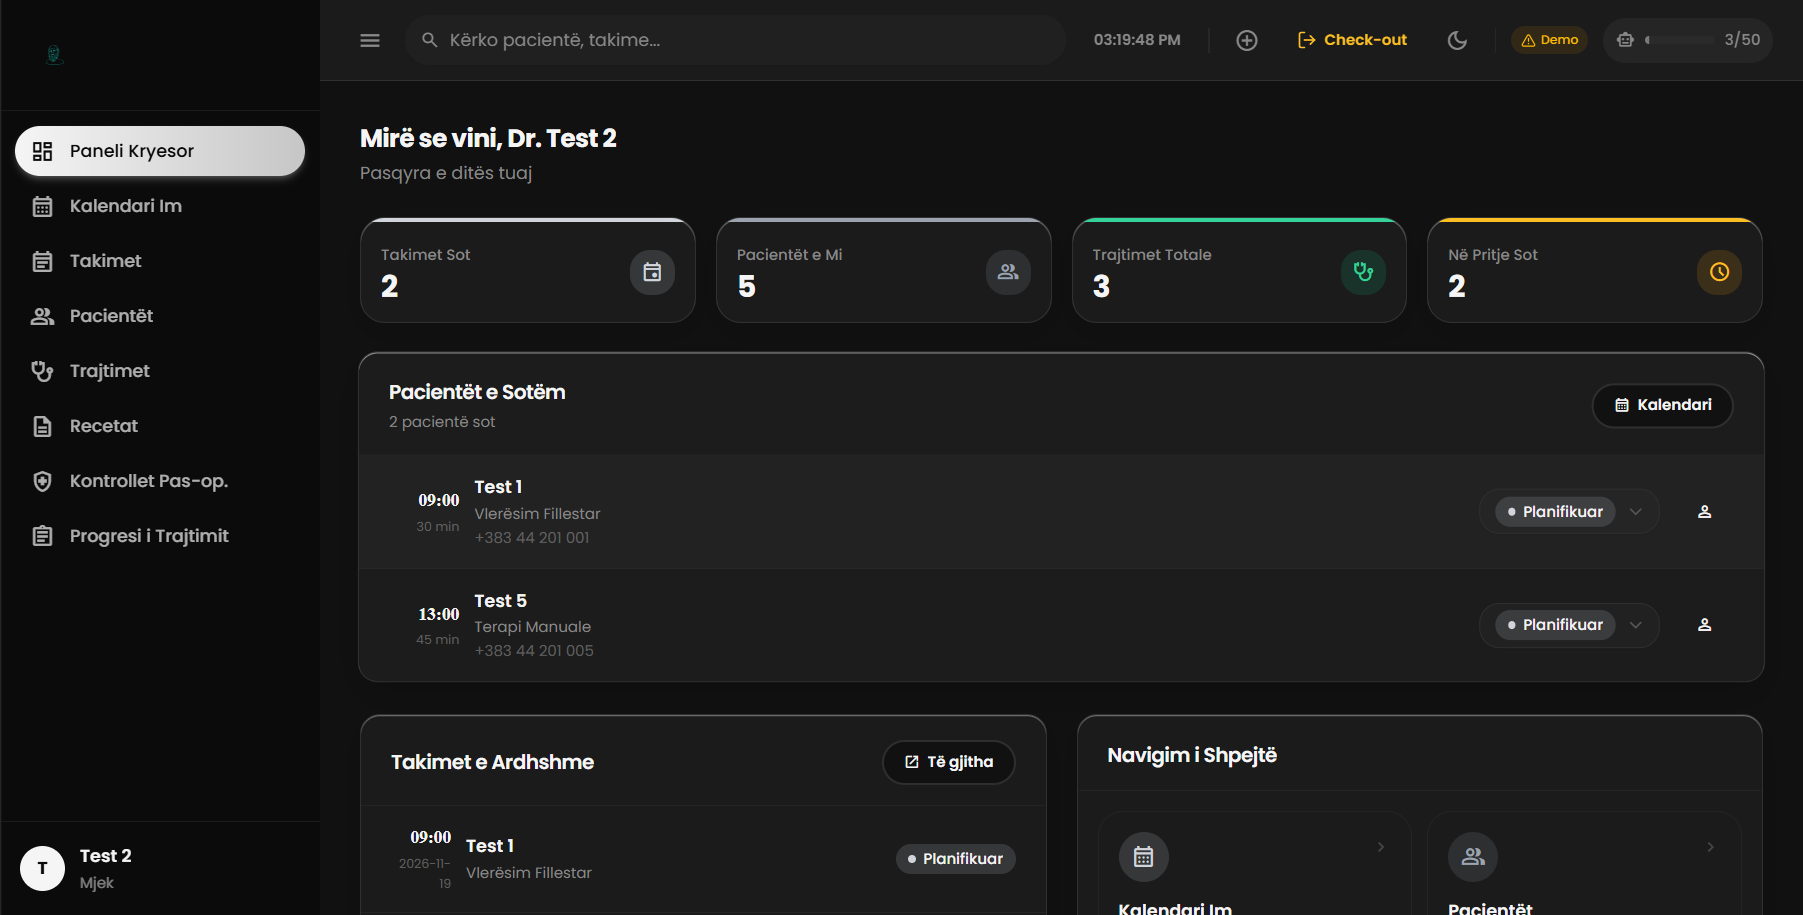 Kërko pacientë, takime...
03:19:48 PM
Check-out
Demo
3/50
Paneli Kryesor
Kalendari Im
Takimet
Pacientët
Trajtimet
Recetat
Kontrollet Pas-op.
Progresi i Trajtimit
T
Test 2
Mjek
Mirë se vini, Dr. Test 2
Pasqyra e ditës tuaj
Takimet Sot
2
Pacientët e Mi
5
Trajtimet Totale
3
Në Pritje Sot
2
Pacientët e Sotëm
2 pacientë sot
Kalendari
09:00
30 min
Test 1
Vlerësim Fillestar
+383 44 201 001
Planifikuar
13:00
45 min
Test 5
Terapi Manuale
+383 44 201 005
Planifikuar
Takimet e Ardhshme
Të gjitha
09:00
2026-11-
19
Test 1
Vlerësim Fillestar
Planifikuar
Navigim i Shpejtë
Kalendari Im
Pacientët